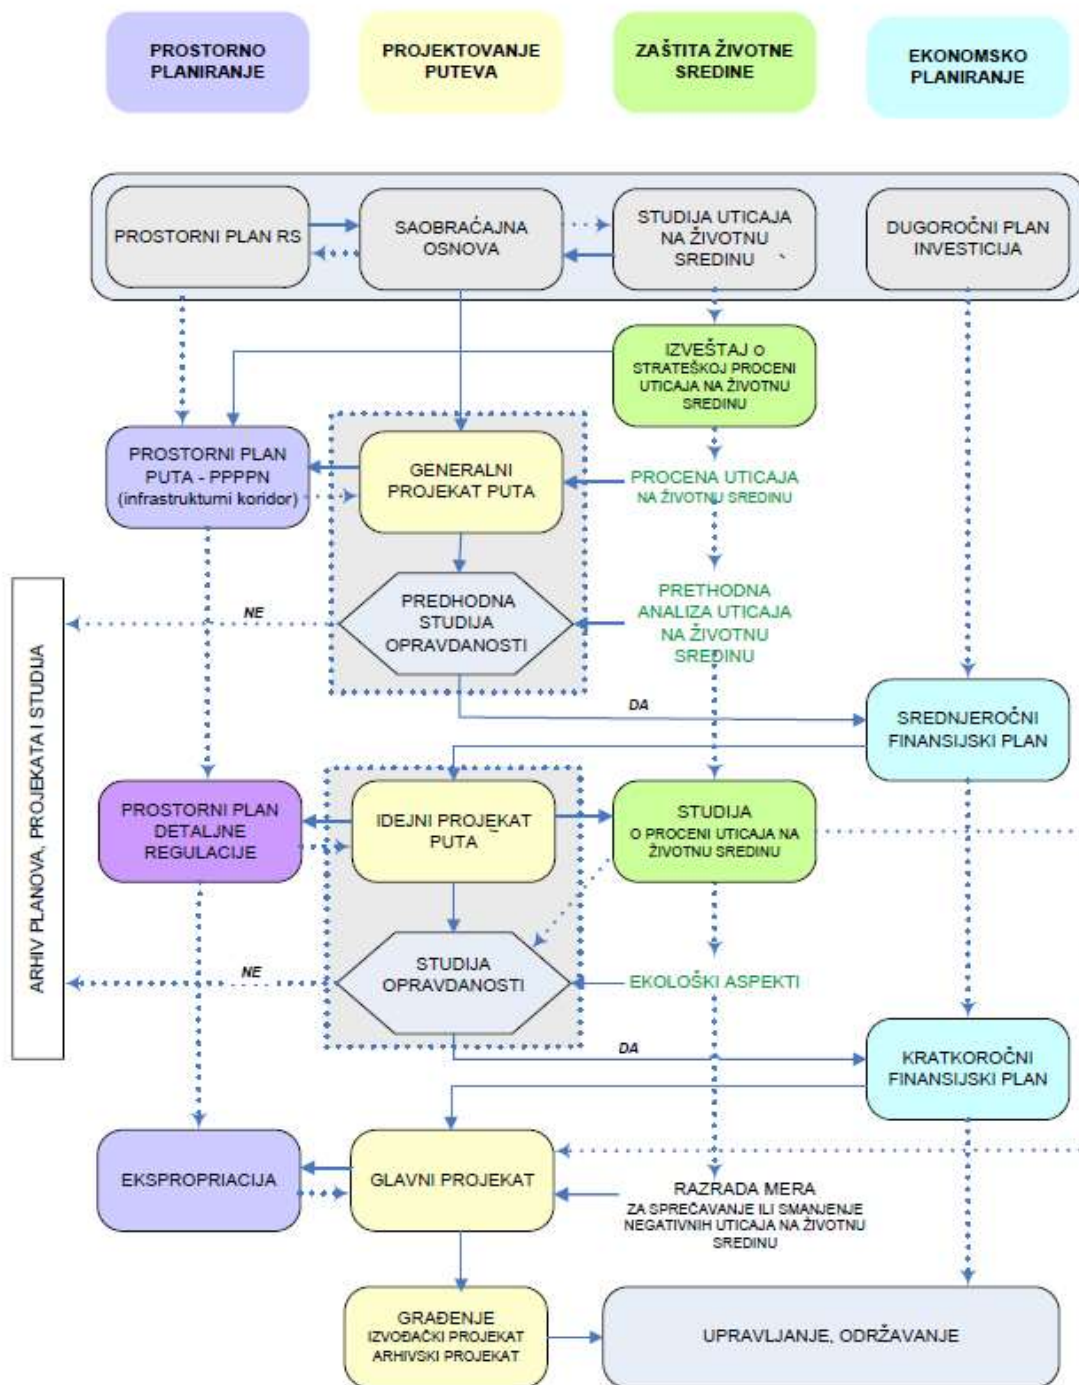 PROSTORNO
PLANIRANJE
PROJEKTOVANJE
PUTEVA
ZAŠTITA ŽIVOTNE
SREDINE
EKONOMSKO
PLANIRANJE
PROSTORNI PLAN RS
SAOBRAĆAJNA
OSNOVA
STUDIJA UTICAJA
NA ŽIVOTNU
SREDINU
DUGOROČNI PLAN
INVESTICIJA
IZVEŠTAJ O
STRATEŠKOJ PROCENI
UTICAJA NA ŽIVOTNU
SREDINU
PROSTORNI PLAN
PUTA - PPPPN
(infrastrukturni koridor)
GENERALNI
PROJEKAT PUTA
PROCENA UTICAJA
NA ŽIVOTNU SREDINU
NE
PREDHODNA
STUDIJA
OPRAVDANOSTI
PRETHODNA
ANALIZA UTICAJA
NA ŽIVOTNU
SREDINU
DA
SREDNJEROČNI
FINANSIJSKI PLAN
ARHIV PLANOVA, PROJEKATA I STUDIJA
PROSTORNI PLAN
DETALJNE
REGULACIJE
IDEJNI PROJEKAT
PUTA
STUDIJA
O PROCENI UTICAJA NA
ŽIVOTNU SREDINU
NE
STUDIJA
OPRAVDANOSTI
EKOLOŠKI ASPEKTI
DA
KRATKOROČNI
FINANSIJSKI PLAN
EKSPROPRIACIJA
GLAVNI PROJEKAT
RAZRADA MERA
ZA SPREČAVANJE ILI SMANJENJE
NEGATIVNIH UTICAJA NA ŽIVOTNU
SREDINU
GRAĐENJE
IZVOĐAČKI PROJEKAT
ARHIVSKI PROJEKAT
UPRAVLJANJE, ODRŽAVANJE